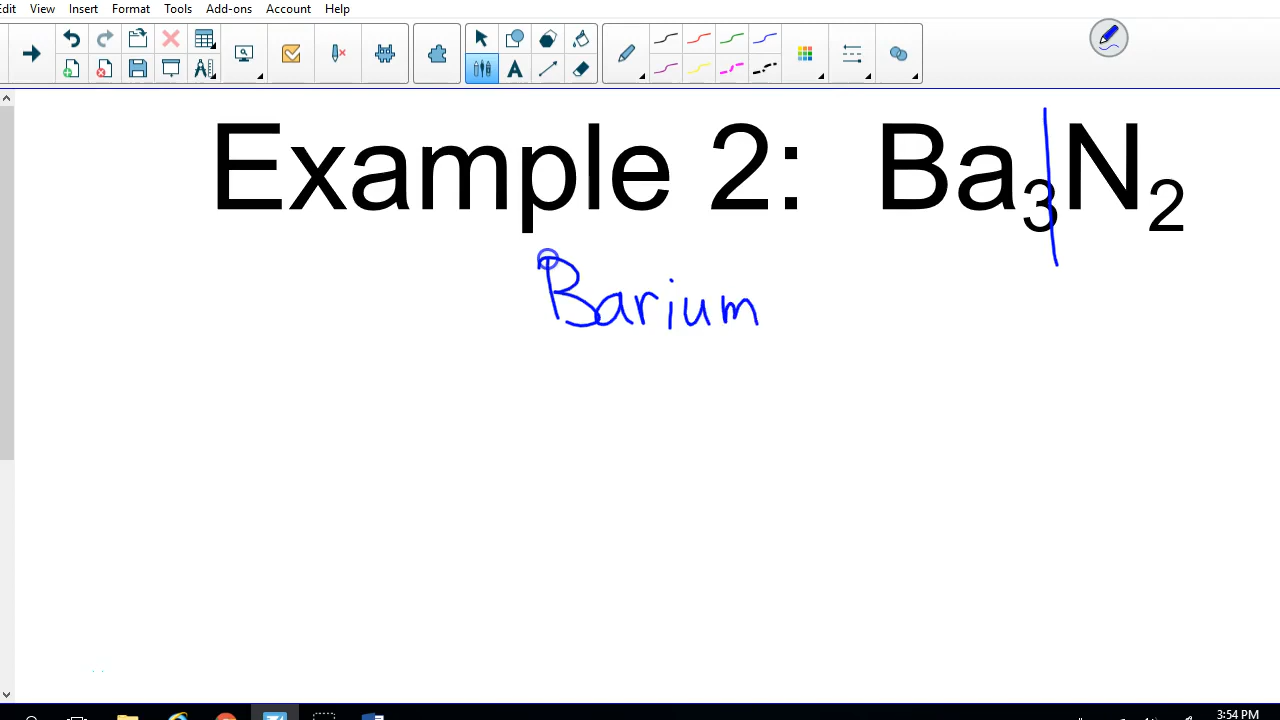 Edit View Insert Format Tools Add-ons Account Help
Example 2: Ba₃N₂
Barium
3:54 PM